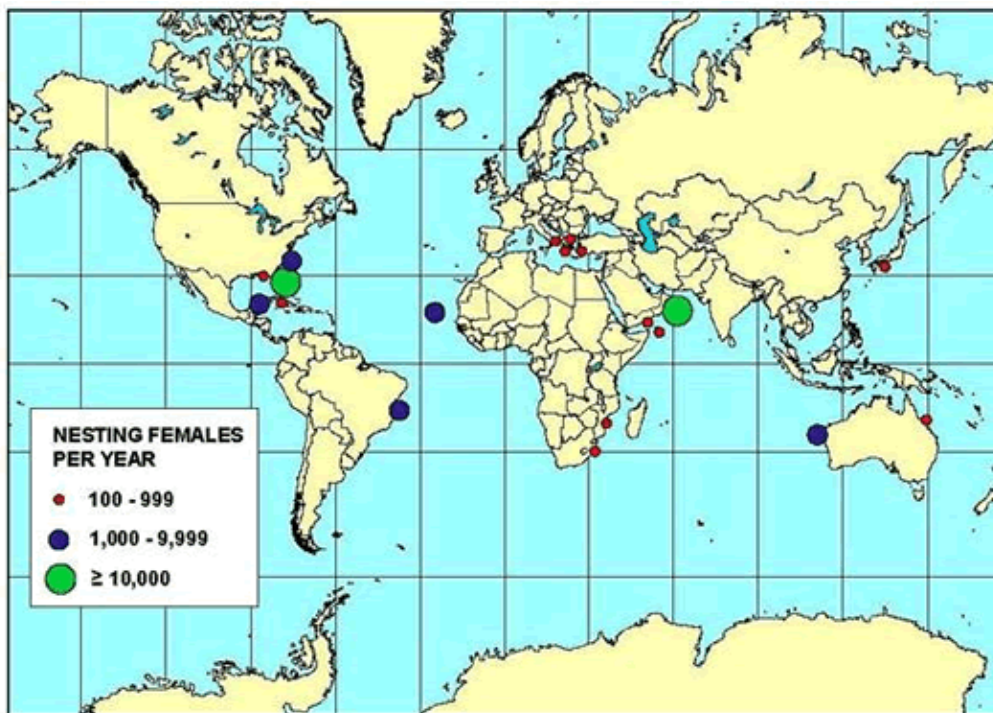 NESTING FEMALES
PER YEAR
100 - 999
1,000 - 9,999
≥ 10,000